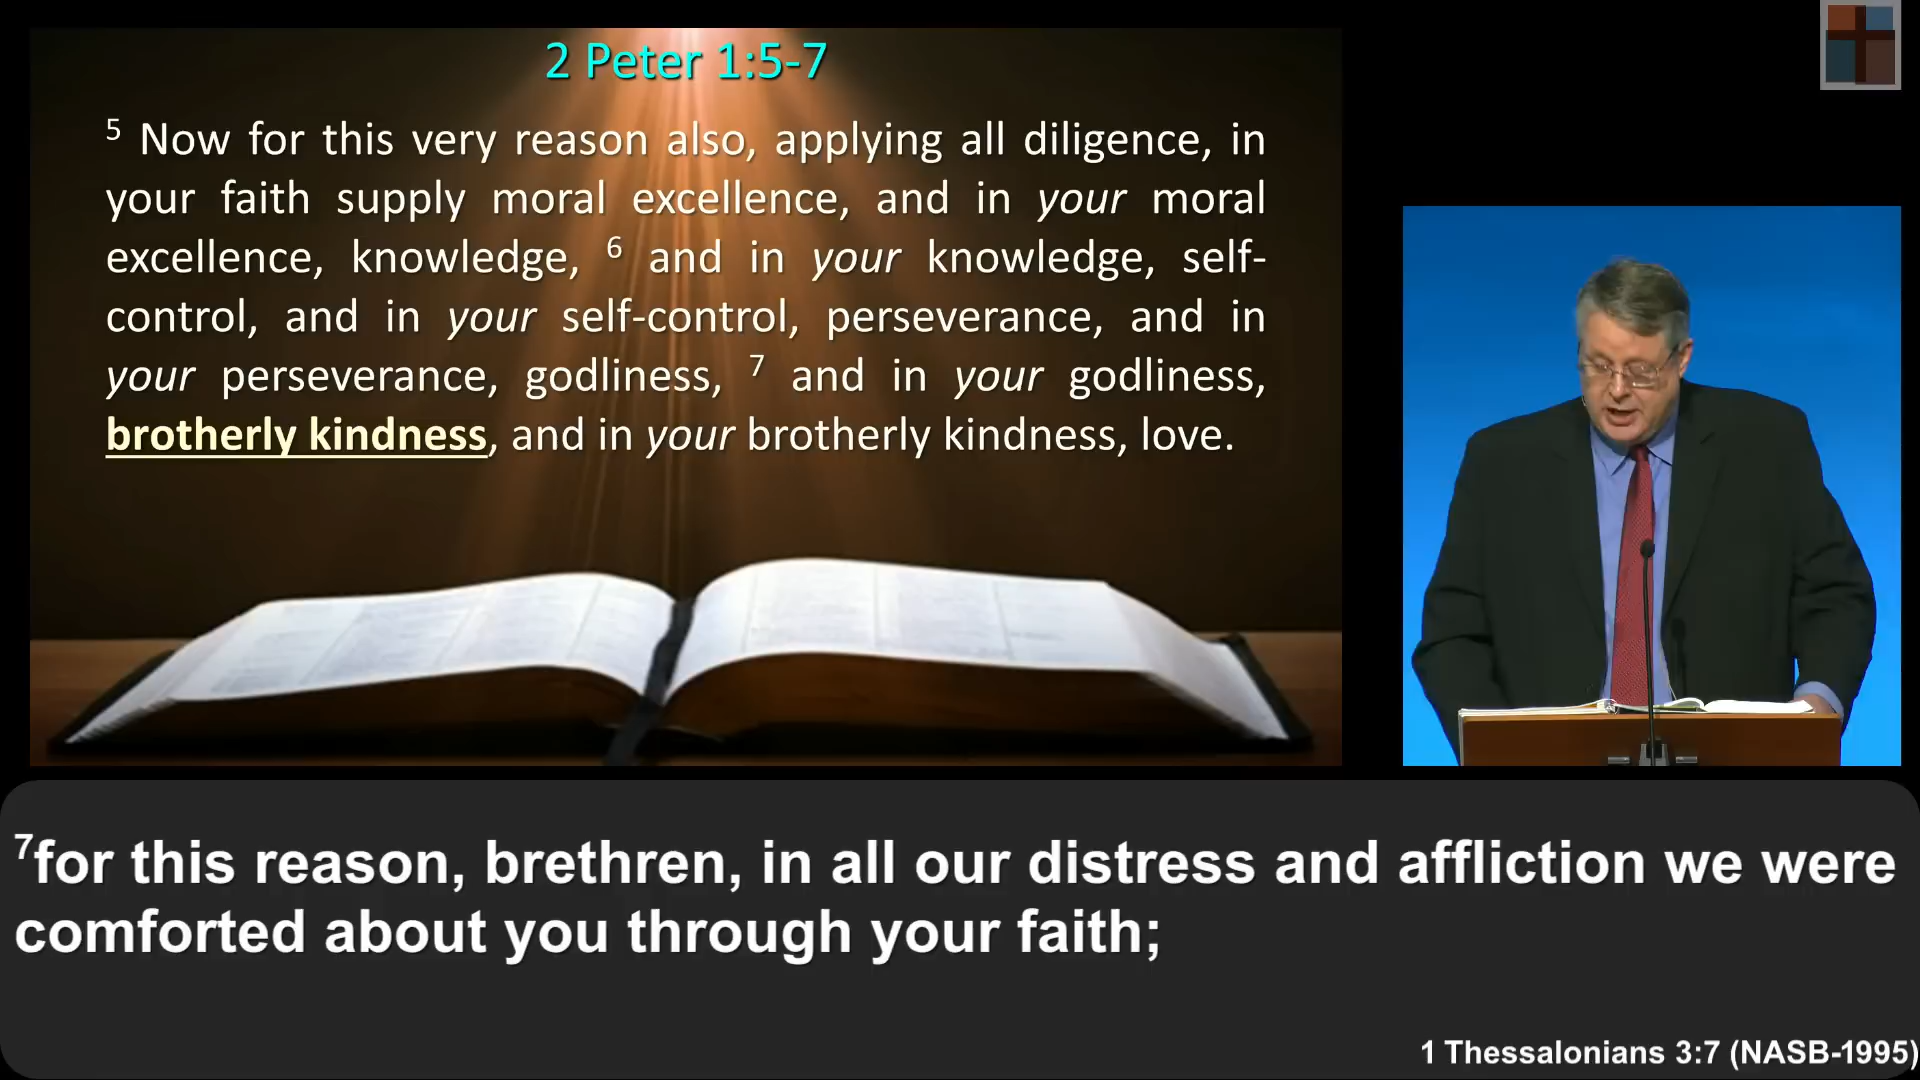 2 Peter 1:5-7
5 Now for this very reason also, applying all diligence, in
your faith supply moral excellence, and in your moral
excellence, knowledge, 6 and in your knowledge, self-
control, and in your self-control, perseverance, and in
your perseverance, godliness, 7 and in your godliness,
brotherly kindness, and in your brotherly kindness, love.
7for this reason, brethren, in all our distress and affliction we were
comforted about you through your faith;
1 Thessalonians 3:7 (NASB-1995)